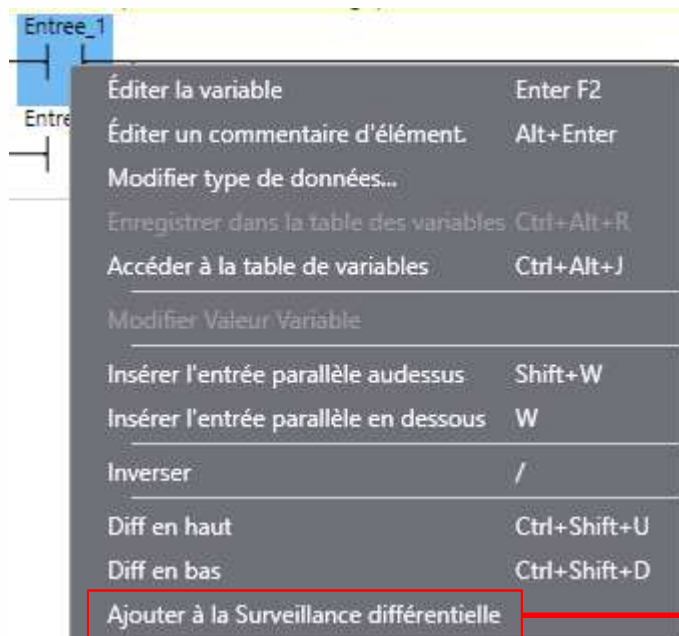 Entree_1
Éditer la variable Enter F2
Entre
Éditer un commentaire d'élément. Alt+Enter
Modifier type de données...
Enregistrer dans la table des variables Ctrl+Alt+R
Accéder à la table de variables Ctrl+Alt+J
Modifier Valeur Variable
Insérer l'entrée parallèle audessus Shift+W
Insérer l'entrée parallèle en dessous W
Inverser /
Diff en haut Ctrl+Shift+U
Diff en bas Ctrl+Shift+D
Ajouter à la Surveillance différentielle